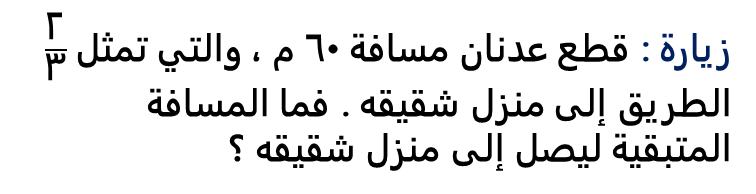 زيارة : قطع عدنان مسافة ٦٠ م ، والتي تمثل ٢/٣
الطريق إلى منزل شقيقه . فما المسافة
المتبقية ليصل إلى منزل شقيقه ؟